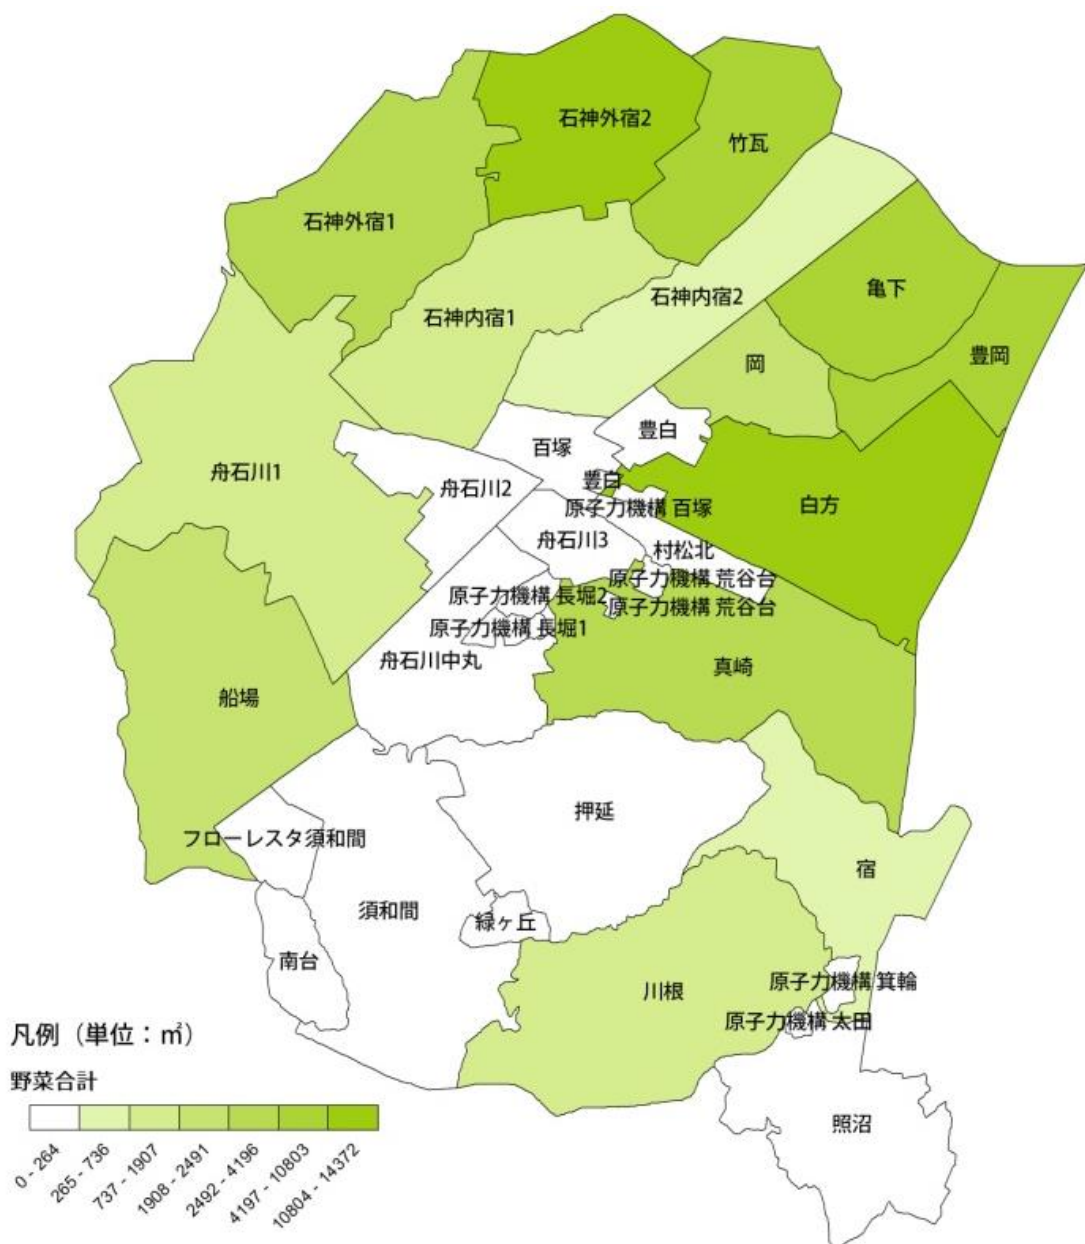 石神外宿2
竹瓦
石神外宿1
亀下
石神内宿2
石神内宿1
豊岡
岡
豊白
百塚
舟石川1
豊白
舟石川2
白方
原子力機構 百塚
舟石川3
村松北
原子力機構 荒谷台
原子力機構 長堀2
原子力機構 荒谷台
原子力機構 長堀1
舟石川中丸
真崎
船場
押延
フローレスタ須和間
宿
須和間
緑ヶ丘
南台
原子力機構 箕輪
川根
原子力機構 太田
凡例（単位：㎡）
野菜合計
照沼
0 - 264
265 - 736
737 - 1907
1908 - 2491
2492 - 4196
4197 - 10803
10804 - 14372